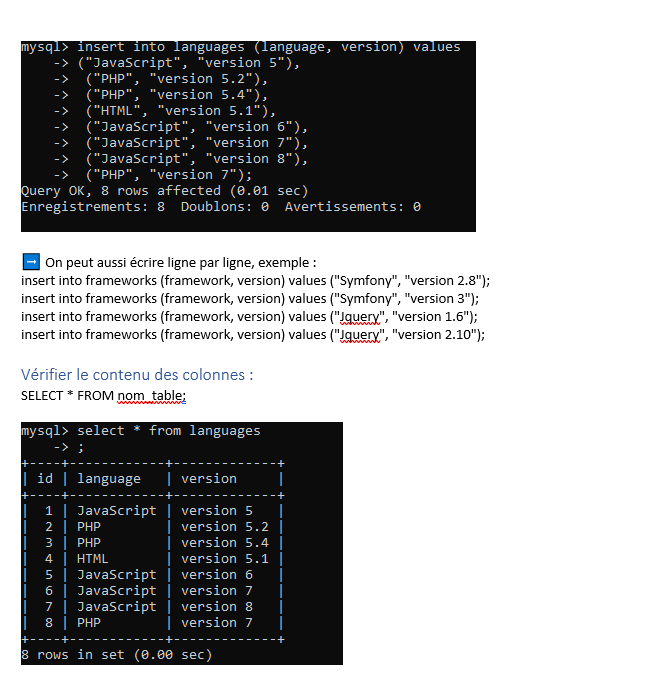 mysql> insert into languages (language, version) values
    -> ("JavaScript", "version 5"),
    ->  ("PHP", "version 5.2"),
    ->  ("PHP", "version 5.4"),
    ->  ("HTML", "version 5.1"),
    ->  ("JavaScript", "version 6"),
    ->  ("JavaScript", "version 7"),
    ->  ("JavaScript", "version 8"),
    ->  ("PHP", "version 7");
Query OK, 8 rows affected (0.01 sec)
Enregistrements: 8  Doublons: 0  Avertissements: 0
➡ On peut aussi écrire ligne par ligne, exemple :
insert into frameworks (framework, version) values ("Symfony", "version 2.8");
insert into frameworks (framework, version) values ("Symfony", "version 3");
insert into frameworks (framework, version) values ("Jquery", "version 1.6");
insert into frameworks (framework, version) values ("Jquery", "version 2.10");
Vérifier le contenu des colonnes :
SELECT * FROM nom_table;
mysql> select * from languages
    -> ;
+----+------------+-------------+
| id | language   | version     |
+----+------------+-------------+
|  1 | JavaScript | version 5   |
|  2 | PHP        | version 5.2 |
|  3 | PHP        | version 5.4 |
|  4 | HTML       | version 5.1 |
|  5 | JavaScript | version 6   |
|  6 | JavaScript | version 7   |
|  7 | JavaScript | version 8   |
|  8 | PHP        | version 7   |
+----+------------+-------------+
8 rows in set (0.00 sec)